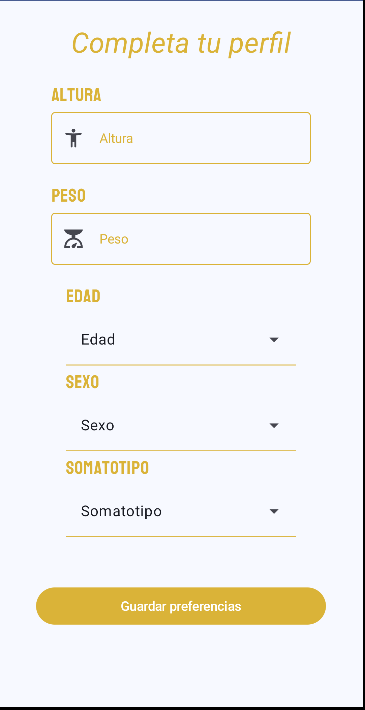 Completa tu perfil
ALTURA
Altura
PESO
Peso
EDAD
Edad
SEXO
Sexo
SOMATOTIPO
Somatotipo
Guardar preferencias